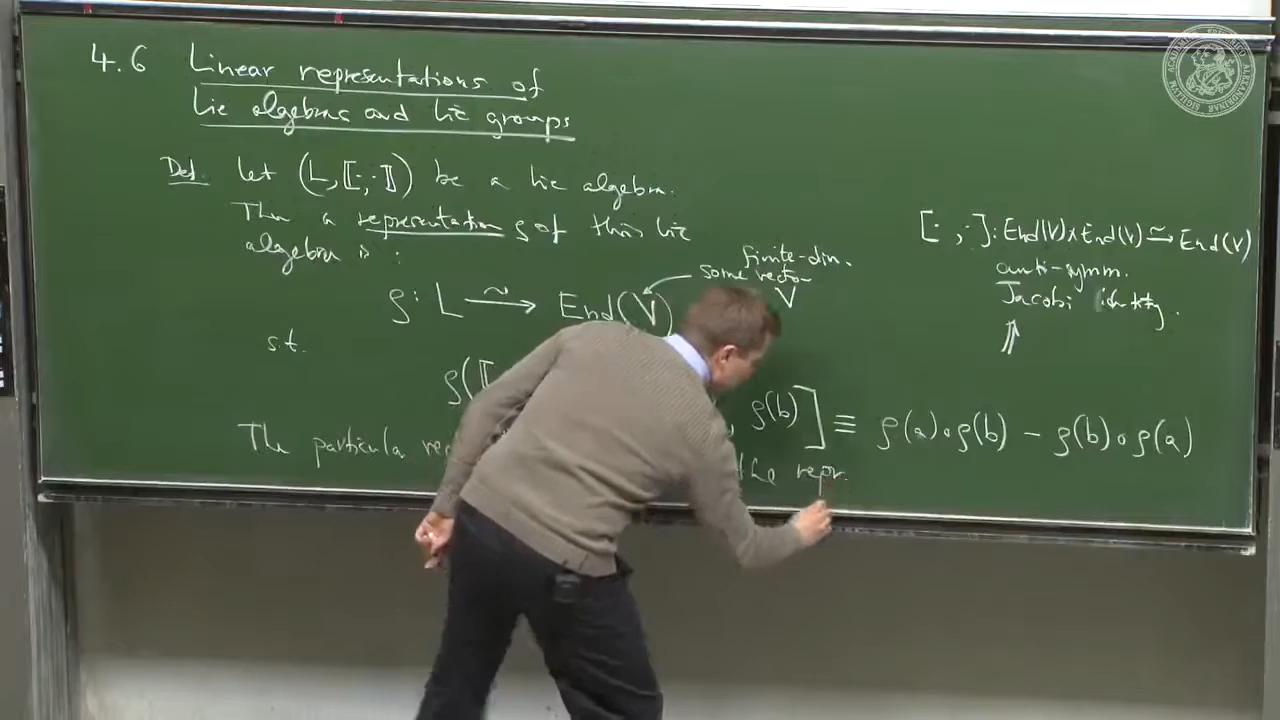 4.6 Linear representations of
Lie algebras and Lie groups
Def. Let (L, ⟦·,·⟧) be a Lie algebra.
Then a representation ρ of this Lie
algebra is :
finite-dim.
some vector
V
ρ : L ⥲ End(V)
s.t.
ρ(⟦
, ρ(b)] ≡ ρ(a)∘ρ(b) − ρ(b)∘ρ(a)
The particular
the repr.
[·,·]: End(V)×End(V) ⥲ End(V)
anti-symm.
Jacobi identity.
⇑